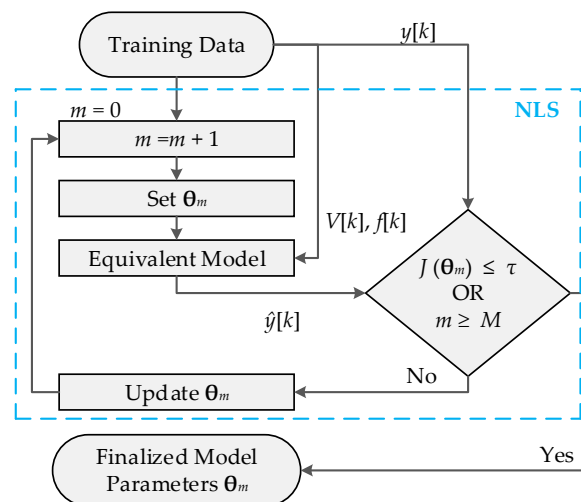 Training Data
y[k]
NLS
m = 0
m =m + 1
Set θm
V[k], f[k]
Equivalent Model
J (θm) ≤ τ
OR
m ≥ M
ŷ[k]
No
Update θm
Yes
Finalized Model
Parameters θm